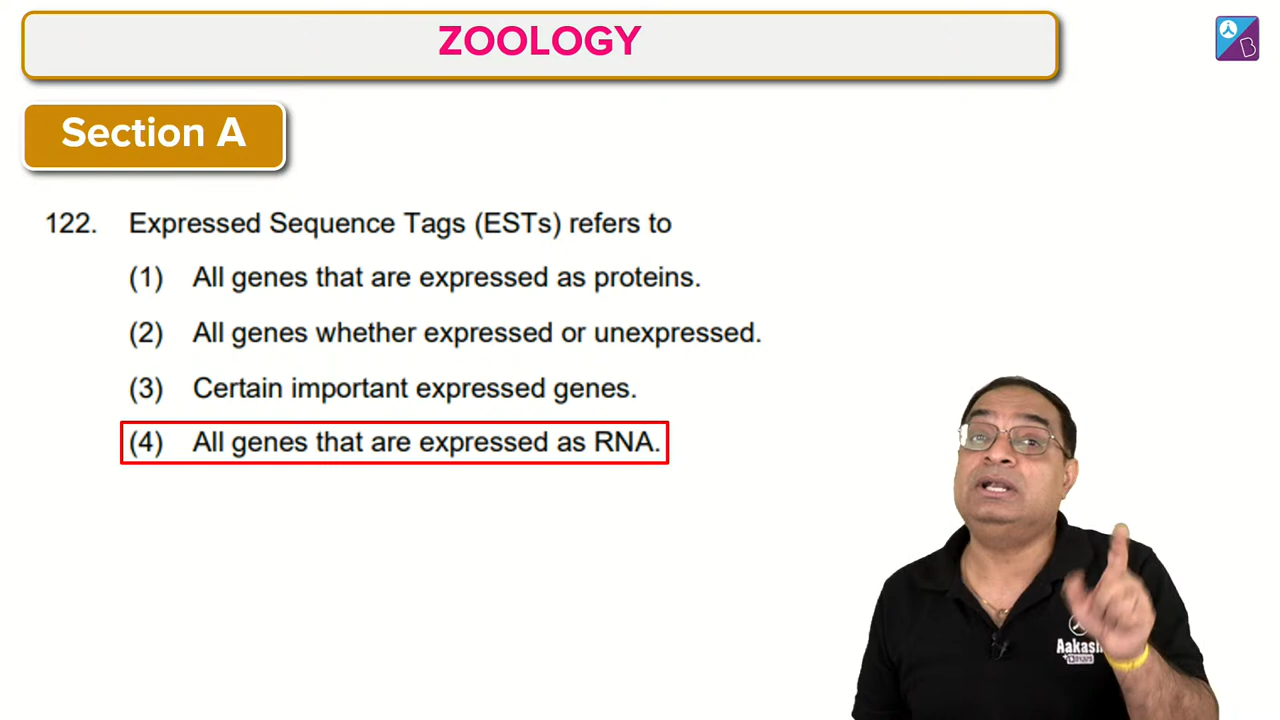 ZOOLOGY
Section A
122. Expressed Sequence Tags (ESTs) refers to
(1) All genes that are expressed as proteins.
(2) All genes whether expressed or unexpressed.
(3) Certain important expressed genes.
(4) All genes that are expressed as RNA.
Aakash